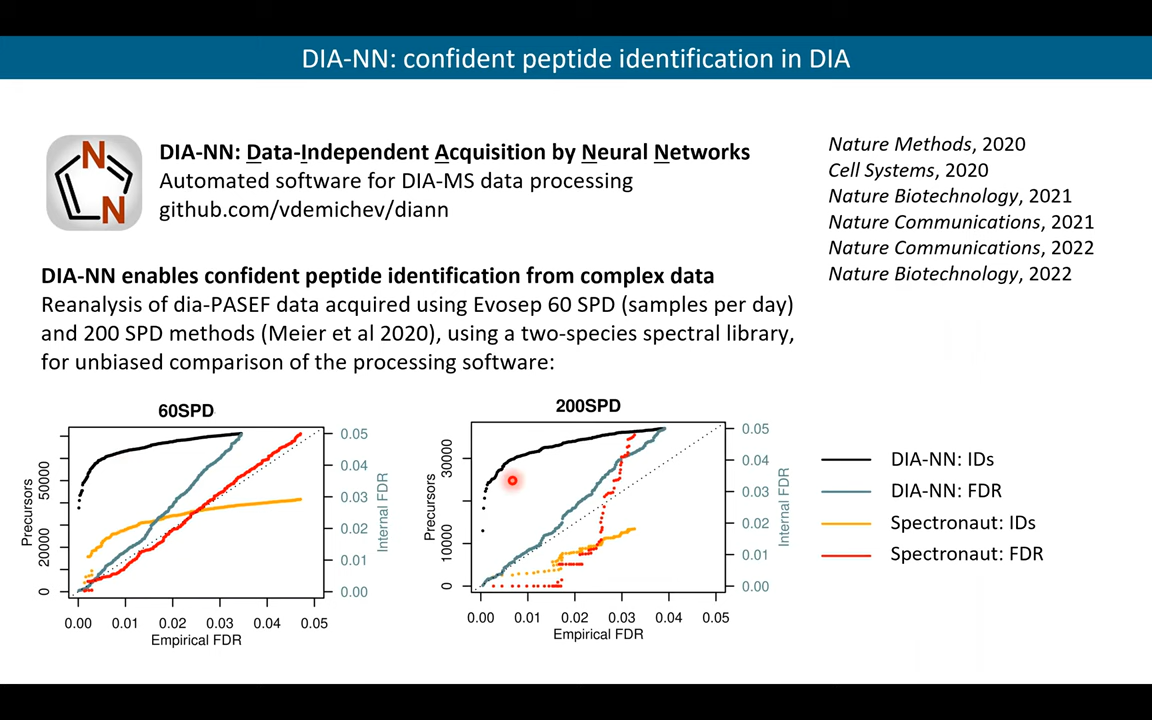 DIA-NN: confident peptide identification in DIA
N
N
DIA-NN: Data-Independent Acquisition by Neural Networks
Automated software for DIA-MS data processing
github.com/vdemichev/diann
Nature Methods, 2020
Cell Systems, 2020
Nature Biotechnology, 2021
Nature Communications, 2021
Nature Communications, 2022
Nature Biotechnology, 2022
DIA-NN enables confident peptide identification from complex data
Reanalysis of dia-PASEF data acquired using Evosep 60 SPD (samples per day)
and 200 SPD methods (Meier et al 2020), using a two-species spectral library,
for unbiased comparison of the processing software:
60SPD
Precursors
50000
20000
0
0.05
0.04
0.03
0.02
0.01
0.00
Internal FDR
0.00 0.01 0.02 0.03 0.04 0.05
Empirical FDR
200SPD
Precursors
30000
10000
0
0.05
0.04
0.03
0.02
0.01
0.00
Internal FDR
0.00 0.01 0.02 0.03 0.04 0.05
Empirical FDR
DIA-NN: IDs
DIA-NN: FDR
Spectronaut: IDs
Spectronaut: FDR